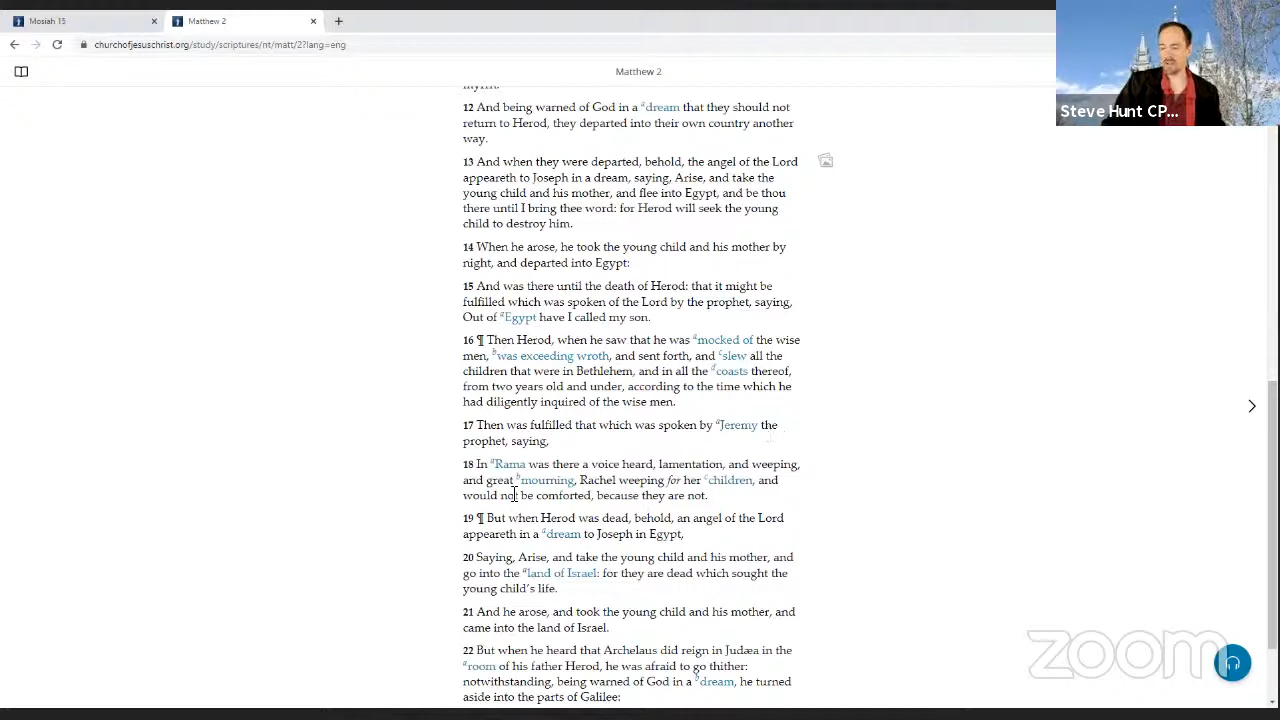 Mosiah 15
Matthew 2
churchofjesuschrist.org/study/scriptures/nt/matt/2?lang=eng
Matthew 2
Steve Hunt CP...
12 And being warned of God in a a dream that they should not
return to Herod, they departed into their own country another
way.
13 And when they were departed, behold, the angel of the Lord
appeareth to Joseph in a dream, saying, Arise, and take the
young child and his mother, and flee into Egypt, and be thou
there until I bring thee word: for Herod will seek the young
child to destroy him.
14 When he arose, he took the young child and his mother by
night, and departed into Egypt:
15 And was there until the death of Herod: that it might be
fulfilled which was spoken of the Lord by the prophet, saying,
Out of a Egypt have I called my son.
16 ¶ Then Herod, when he saw that he was a mocked of the wise
men, b was exceeding wroth, and sent forth, and c slew all the
children that were in Bethlehem, and in all the d coasts thereof,
from two years old and under, according to the time which he
had diligently inquired of the wise men.
17 Then was fulfilled that which was spoken by a Jeremy the
prophet, saying,
18 In a Rama was there a voice heard, lamentation, and weeping,
and great b mourning, Rachel weeping for her c children, and
would not be comforted, because they are not.
19 ¶ But when Herod was dead, behold, an angel of the Lord
appeareth in a a dream to Joseph in Egypt,
20 Saying, Arise, and take the young child and his mother, and
go into the a land of Israel: for they are dead which sought the
young child's life.
21 And he arose, and took the young child and his mother, and
came into the land of Israel.
22 But when he heard that Archelaus did reign in Judæa in the
a room of his father Herod, he was afraid to go thither:
notwithstanding, being warned of God in a b dream, he turned
aside into the parts of Galilee:
zoom